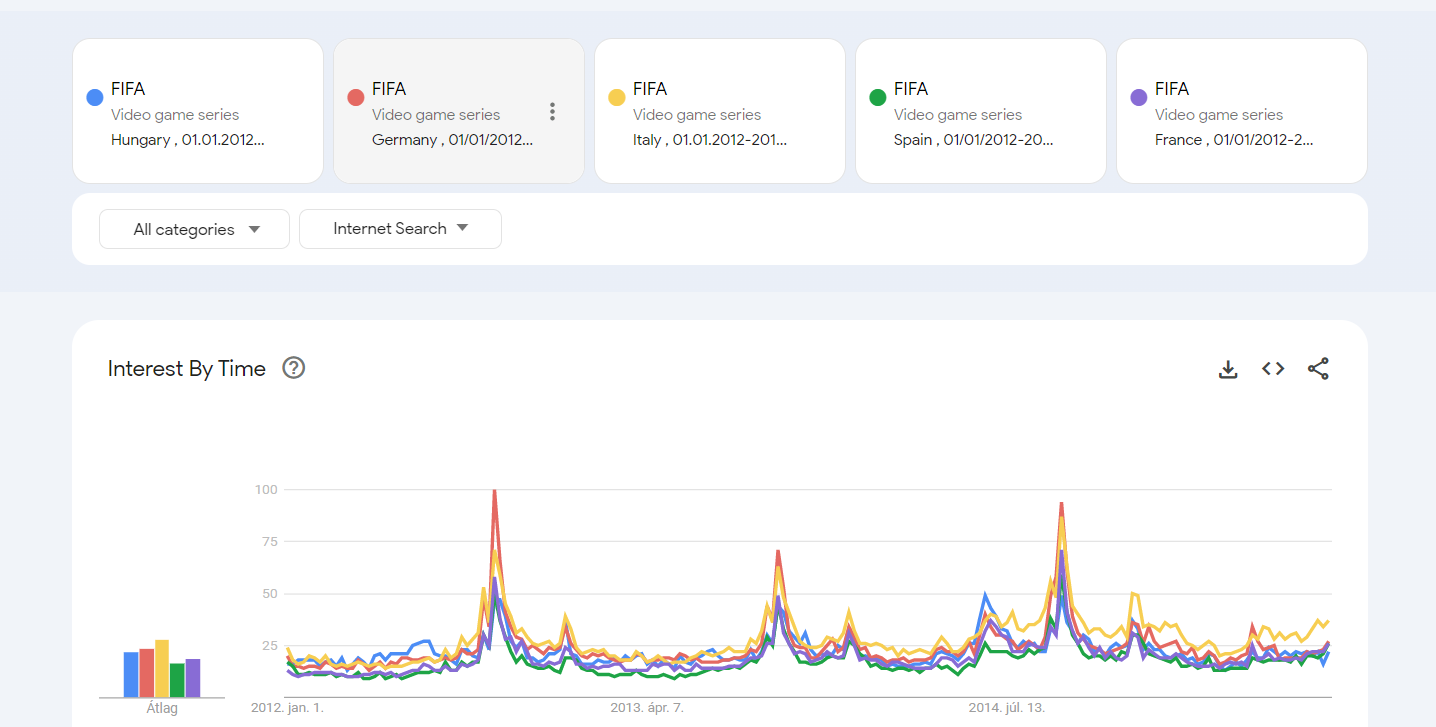 FIFA
Video game series
Hungary , 01.01.2012...
FIFA
Video game series
Germany , 01/01/2012...
FIFA
Video game series
Italy , 01.01.2012-201...
FIFA
Video game series
Spain , 01/01/2012-20...
FIFA
Video game series
France , 01/01/2012-2...
All categories
Internet Search
Interest By Time
100
75
50
25
Átlag
2012. jan. 1.
2013. ápr. 7.
2014. júl. 13.